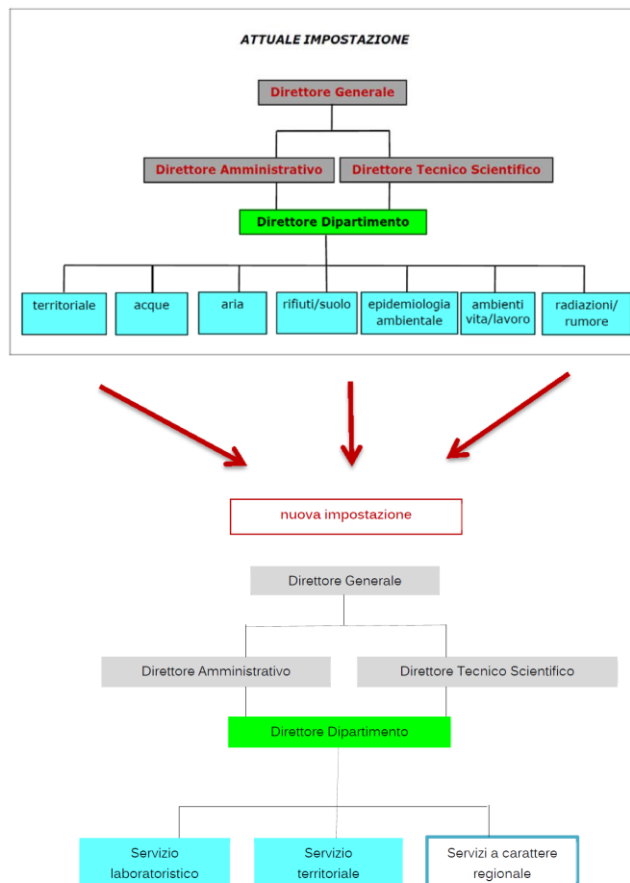 ATTUALE IMPOSTAZIONE
Direttore Generale
Direttore Amministrativo
Direttore Tecnico Scientifico
Direttore Dipartimento
territoriale
acque
aria
rifiuti/suolo
epidemiologia
ambientale
ambienti
vita/lavoro
radiazioni/
rumore
nuova impostazione
Direttore Generale
Direttore Amministrativo
Direttore Tecnico Scientifico
Direttore Dipartimento
Servizio
laboratoristico
Servizio
territoriale
Servizi a carattere
regionale